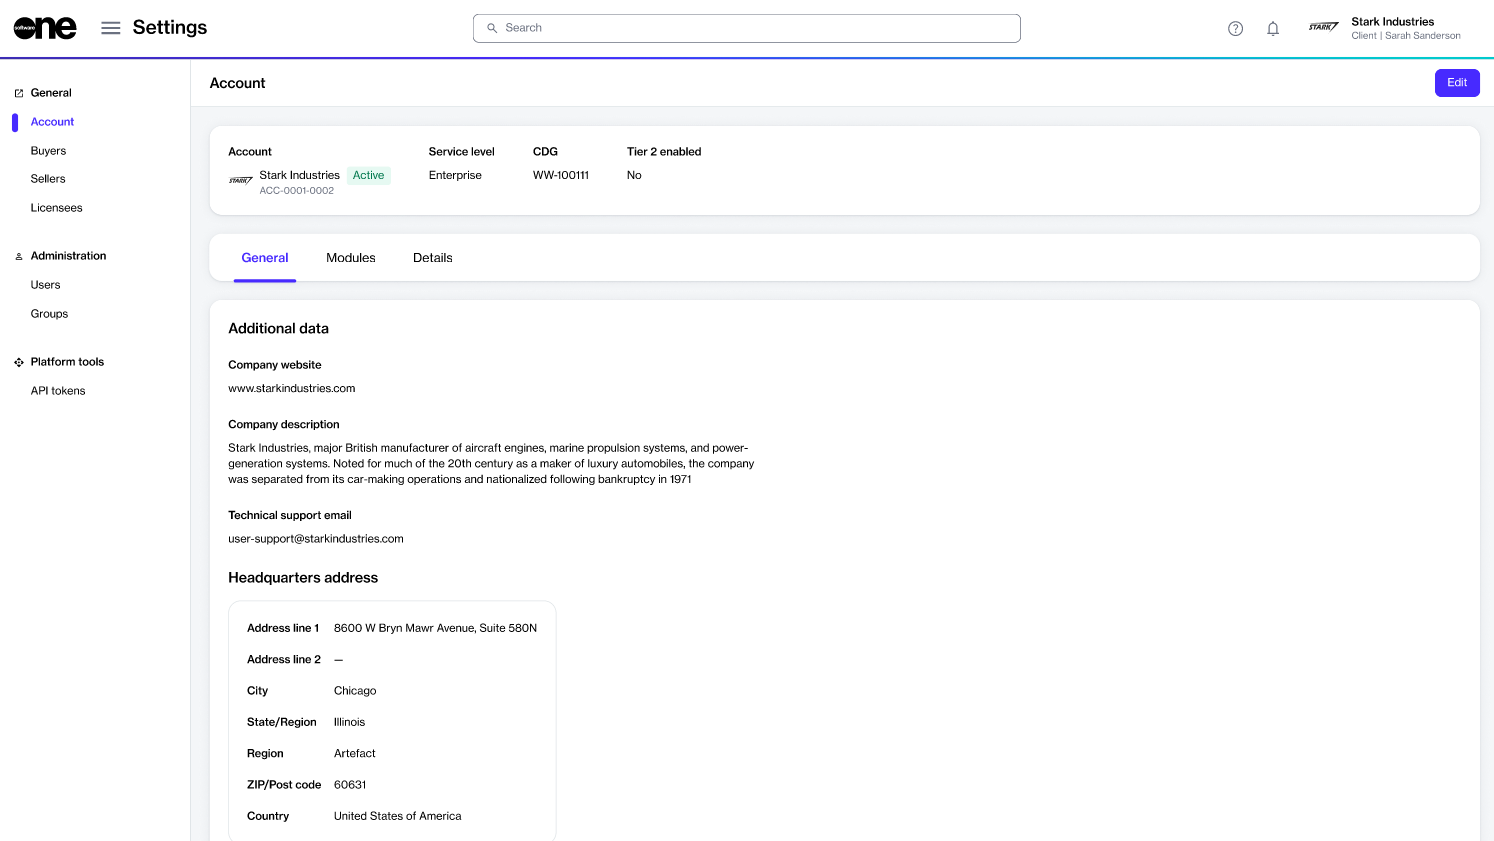 software one
Settings
Search
STARK
Stark Industries
Client | Sarah Sanderson
General
Account
Buyers
Sellers
Licensees
Administration
Users
Groups
Platform tools
API tokens
Account
Edit
Account
Service level
CDG
Tier 2 enabled
STARK
Stark Industries
Active
ACC-0001-0002
Enterprise
WW-100111
No
General
Modules
Details
Additional data
Company website
www.starkindustries.com
Company description
Stark Industries, major British manufacturer of aircraft engines, marine propulsion systems, and power-
generation systems. Noted for much of the 20th century as a maker of luxury automobiles, the company
was separated from its car-making operations and nationalized following bankruptcy in 1971
Technical support email
user-support@starkindustries.com
Headquarters address
Address line 1 8600 W Bryn Mawr Avenue, Suite 580N
Address line 2 —
City Chicago
State/Region Illinois
Region Artefact
ZIP/Post code 60631
Country United States of America